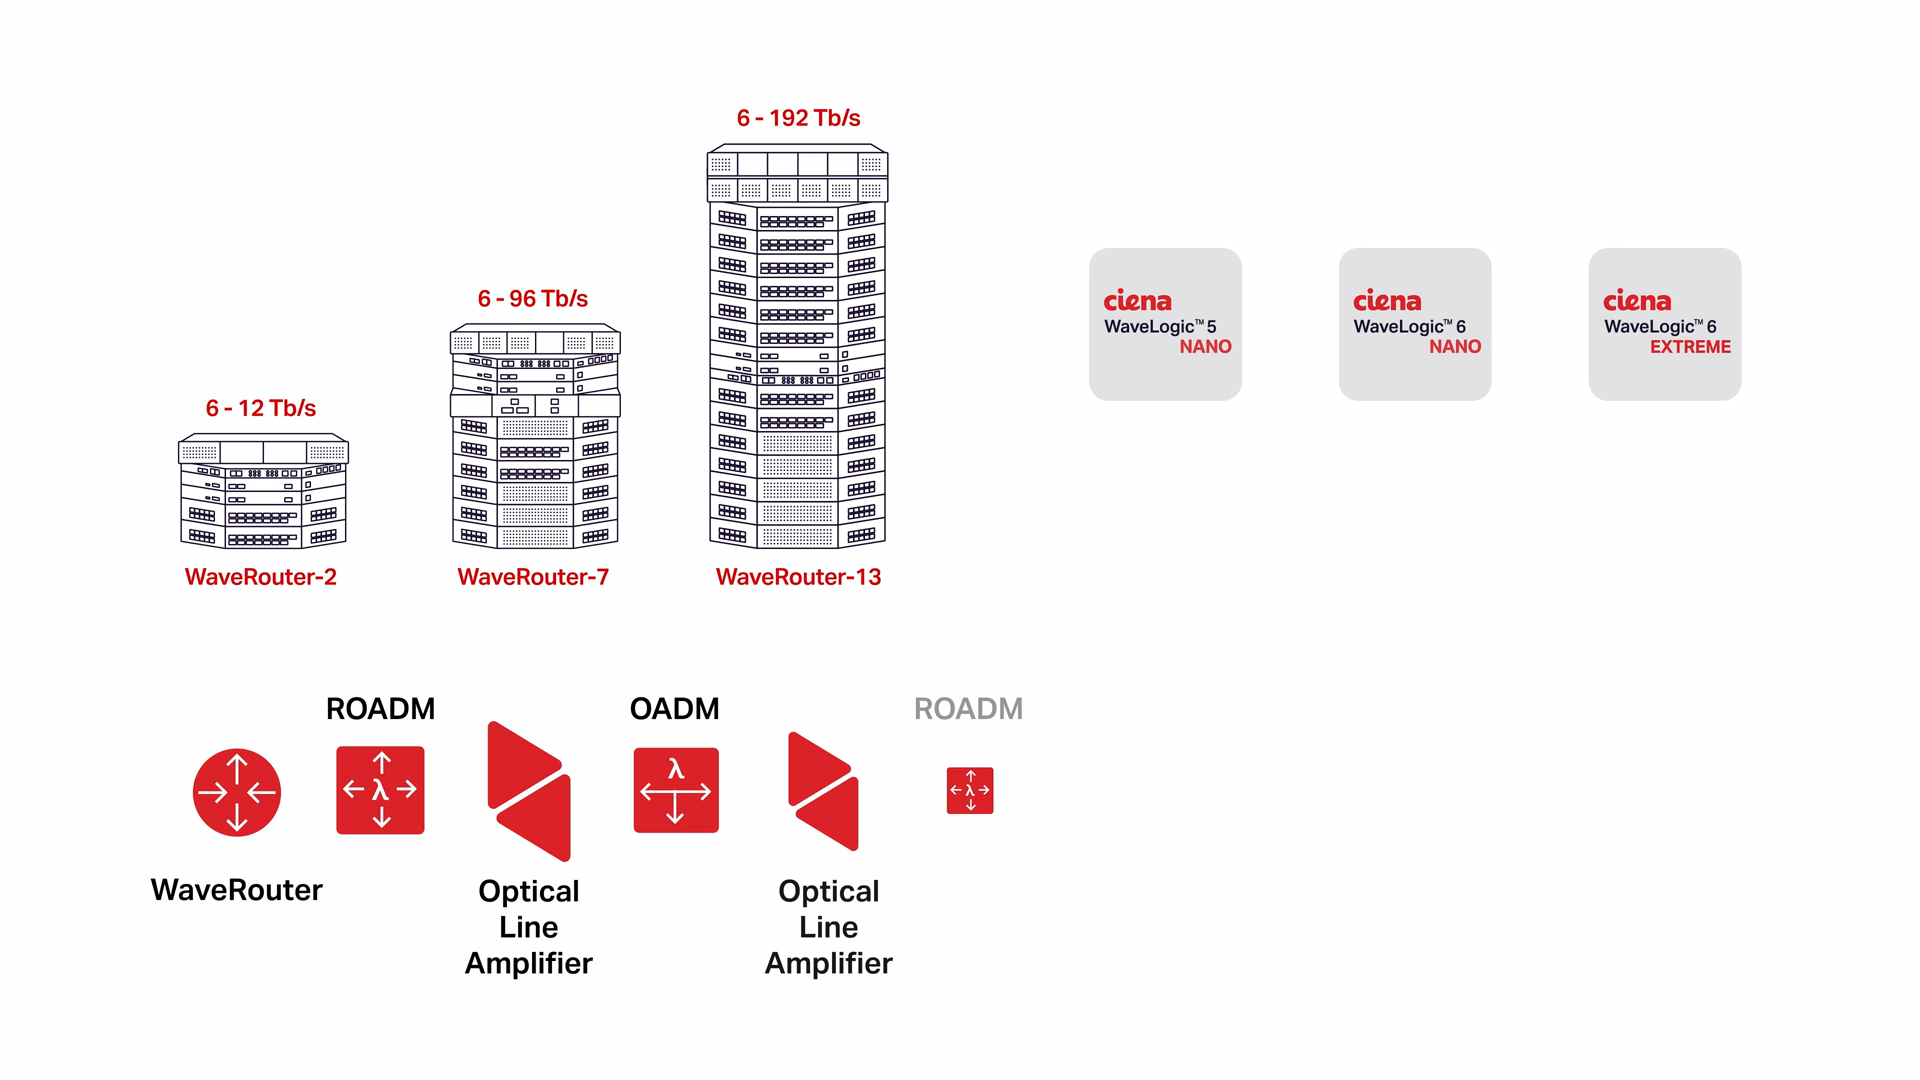 6 - 192 Tb/s
6 - 96 Tb/s
6 - 12 Tb/s
WaveRouter-2
WaveRouter-7
WaveRouter-13
ciena
WaveLogic™ 5
NANO
ciena
WaveLogic™ 6
NANO
ciena
WaveLogic™ 6
EXTREME
ROADM
OADM
ROADM
λ
λ
λ
WaveRouter
Optical
Line
Amplifier
Optical
Line
Amplifier